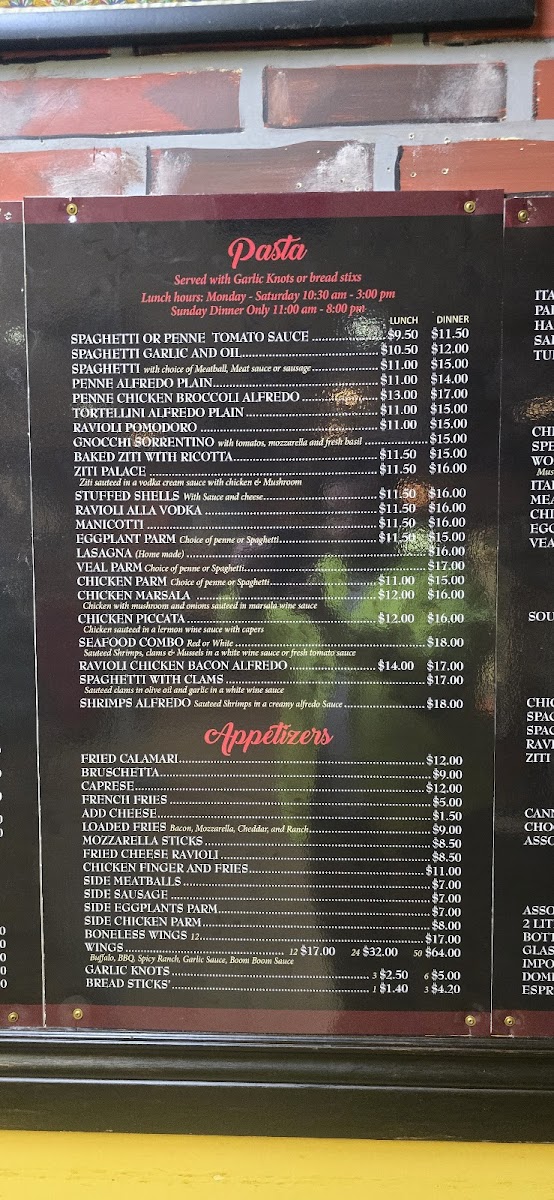 Pasta
Served with Garlic Knots or bread stixs
Lunch hours: Monday - Saturday 10:30 am - 3:00 pm
Sunday Dinner Only 11:00 am - 8:00 pm
LUNCH DINNER
SPAGHETTI OR PENNE TOMATO SAUCE $9.50 $11.50
SPAGHETTI GARLIC AND OIL $10.50 $12.00
SPAGHETTI with choice of Meatball, Meat sauce or sausage $11.00 $15.00
PENNE ALFREDO PLAIN $11.00 $14.00
PENNE CHICKEN BROCCOLI ALFREDO $13.00 $17.00
TORTELLINI ALFREDO PLAIN $11.00 $15.00
RAVIOLI POMODORO $11.00 $15.00
GNOCCHI SORRENTINO with tomatos, mozzarella and fresh basil $15.00
BAKED ZITI WITH RICOTTA $11.50 $15.00
ZITI PALACE $11.50 $16.00
Ziti sauteed in a vodka cream sauce with chicken & Mushroom
STUFFED SHELLS With Sauce and cheese $11.50 $16.00
RAVIOLI ALLA VODKA $11.50 $16.00
MANICOTTI $11.50 $16.00
EGGPLANT PARM Choice of penne or Spaghetti $11.50 $15.00
LASAGNA (Home made) $16.00
VEAL PARM Choice of penne or Spaghetti $17.00
CHICKEN PARM Choice of penne or Spaghetti $11.00 $15.00
CHICKEN MARSALA $12.00 $16.00
Chicken with mushroom and onions sauteed in marsala wine sauce
CHICKEN PICCATA $12.00 $16.00
Chicken sauteed in a lermon wine sauce with capers
SEAFOOD COMBO Red or White $18.00
Sauteed Shrimps, clams & Mussels in a white wine sauce or fresh tomato sauce
RAVIOLI CHICKEN BACON ALFREDO $14.00 $17.00
SPAGHETTI WITH CLAMS $17.00
Sauteed clams in olive oil and garlic in a white wine sauce
SHRIMPS ALFREDO Sauteed Shrimps in a creamy alfredo Sauce $18.00
Appetizers
FRIED CALAMARI $12.00
BRUSCHETTA $9.00
CAPRESE $12.00
FRENCH FRIES $5.00
ADD CHEESE $1.50
LOADED FRIES Bacon, Mozzarella, Cheddar, and Ranch $9.00
MOZZARELLA STICKS $8.50
FRIED CHEESE RAVIOLI $8.50
CHICKEN FINGER AND FRIES $11.00
SIDE MEATBALLS $7.00
SIDE SAUSAGE $7.00
SIDE EGGPLANTS PARM $7.00
SIDE CHICKEN PARM $8.00
BONELESS WINGS 12 $17.00
WINGS 12 $17.00 24 $32.00 50 $64.00
Buffalo, BBQ, Spicy Ranch, Garlic Sauce, Boom Boom Sauce
GARLIC KNOTS 3 $2.50 6 $5.00
BREAD STICKS' 1 $1.40 3 $4.20